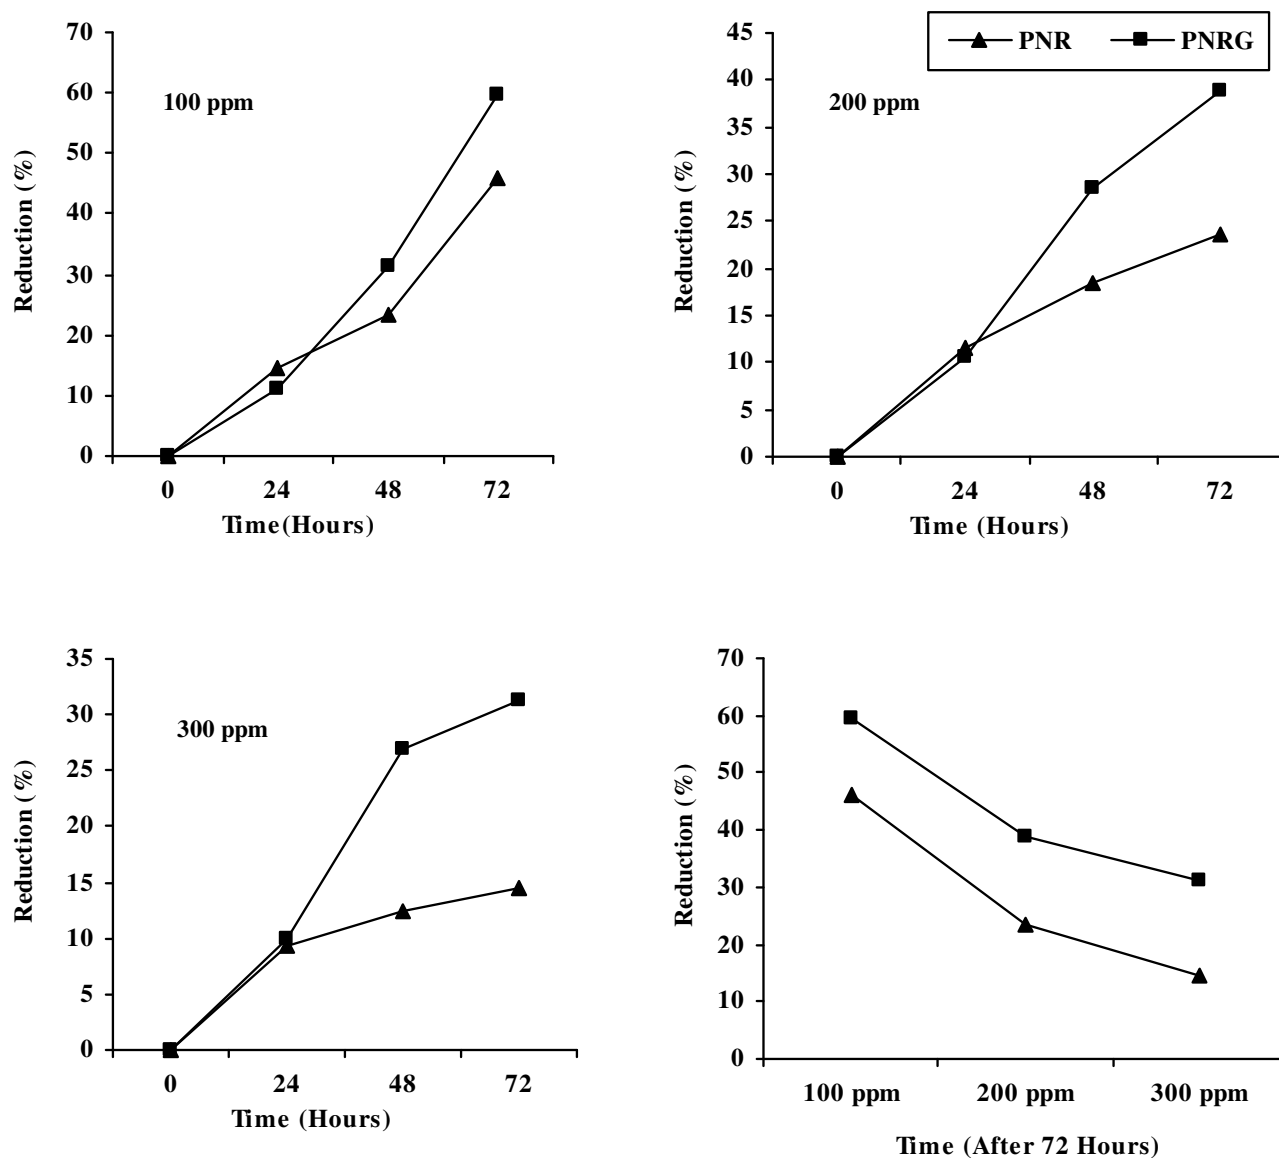 70
60
50
40
30
20
10
0
Reduction (%)
100 ppm
0 24 48 72
Time(Hours)
PNR PNRG
45
40
35
30
25
20
15
10
5
0
Reduction (%)
200 ppm
0 24 48 72
Time (Hours)
35
30
25
20
15
10
5
0
Reduction (%)
300 ppm
0 24 48 72
Time (Hours)
70
60
50
40
30
20
10
0
Reduction (%)
100 ppm 200 ppm 300 ppm
Time (After 72 Hours)